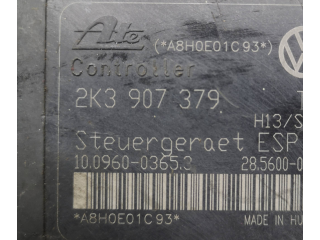 Ate (*A8H0E01C93*)
Controller
2K3 907 379
H13/S
Steuergeraet ESP
10.0960-0365.3 28.5600-0
*A8H0E01C93*
MADE IN HU